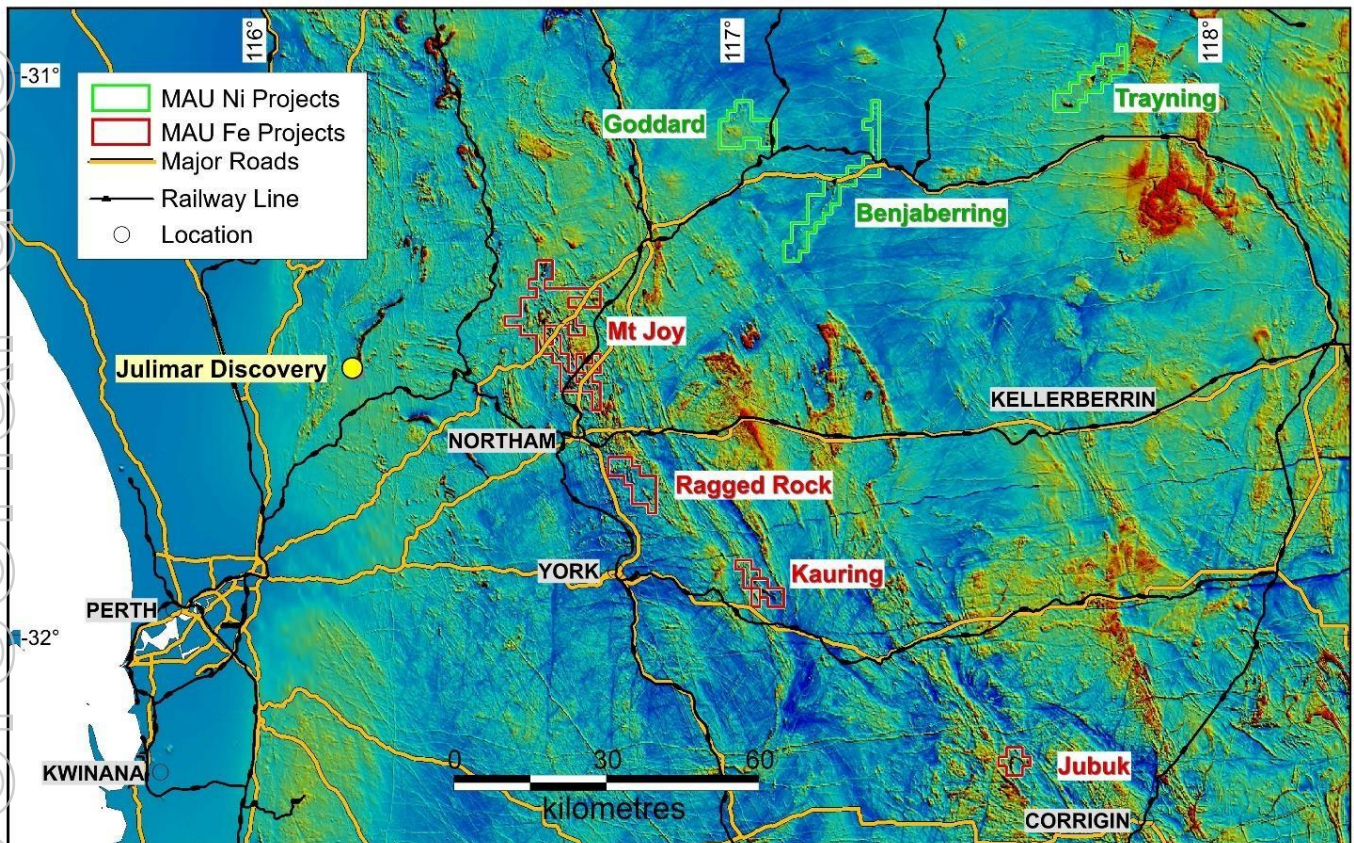 116°
117°
118°
-31°
MAU Ni Projects
MAU Fe Projects
Major Roads
Railway Line
Location
Goddard
Trayning
Benjaberring
Mt Joy
Julimar Discovery
KELLERBERRIN
NORTHAM
Ragged Rock
YORK
Kauring
PERTH
-32°
0 30 60
kilometres
KWINANA
Jubuk
CORRIGIN